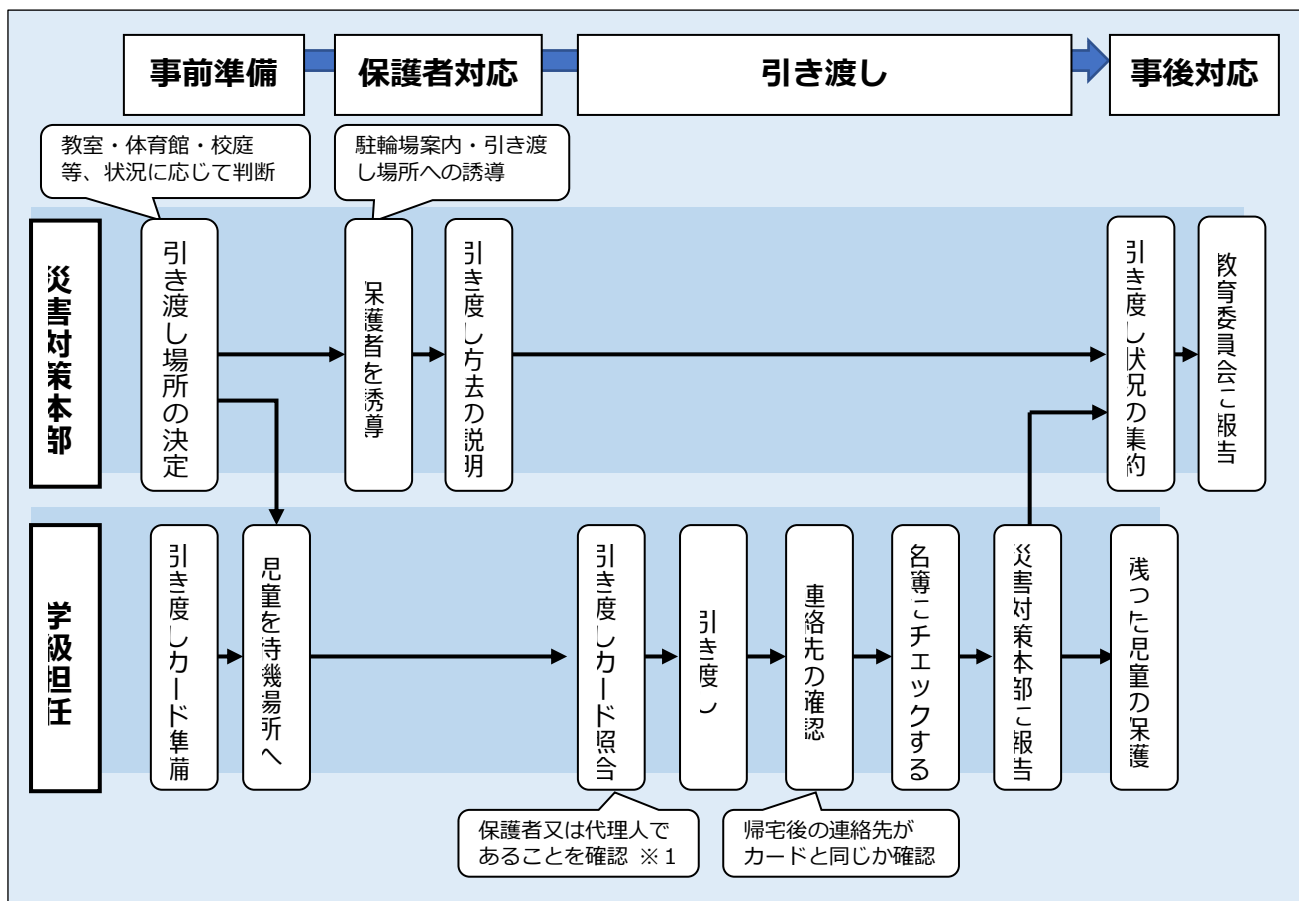 事前準備
保護者対応
引き渡し
事後対応
教室・体育館・校庭
等、状況に応じて判断
駐輪場案内・引き渡
し場所への誘導
災害対策本部
引き渡し場所の決定
保護者を誘導
引き渡し方法の説明
引き渡し状況の集約
教育委員会に報告
学級担任
引き渡しカード準備
児童を待機場所へ
引き渡しカード照合
引き渡し
連絡先の確認
名簿にチェックする
災害対策本部に報告
残った児童の保護
保護者又は代理人で
あることを確認 ※1
帰宅後の連絡先が
カードと同じか確認